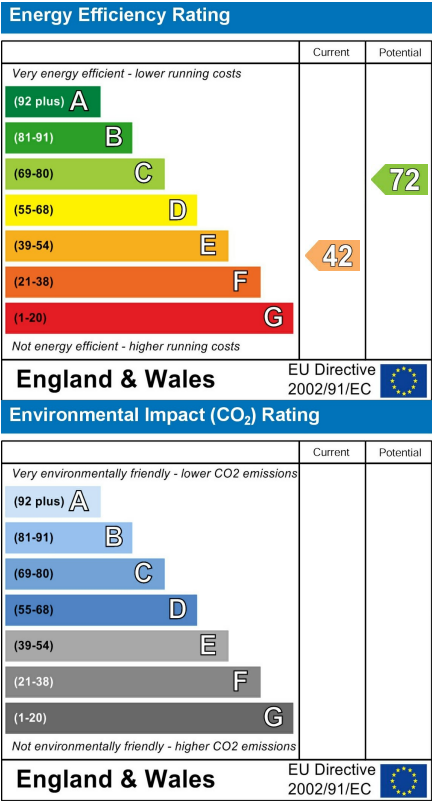 Energy Efficiency Rating
Current Potential
Very energy efficient - lower running costs
(92 plus) A
(81-91) B
(69-80) C
72
(55-68) D
(39-54) E
42
(21-38) F
(1-20) G
Not energy efficient - higher running costs
England & Wales
EU Directive
2002/91/EC
Environmental Impact (CO₂) Rating
Current Potential
Very environmentally friendly - lower CO2 emissions
(92 plus) A
(81-91) B
(69-80) C
(55-68) D
(39-54) E
(21-38) F
(1-20) G
Not environmentally friendly - higher CO2 emissions
England & Wales
EU Directive
2002/91/EC